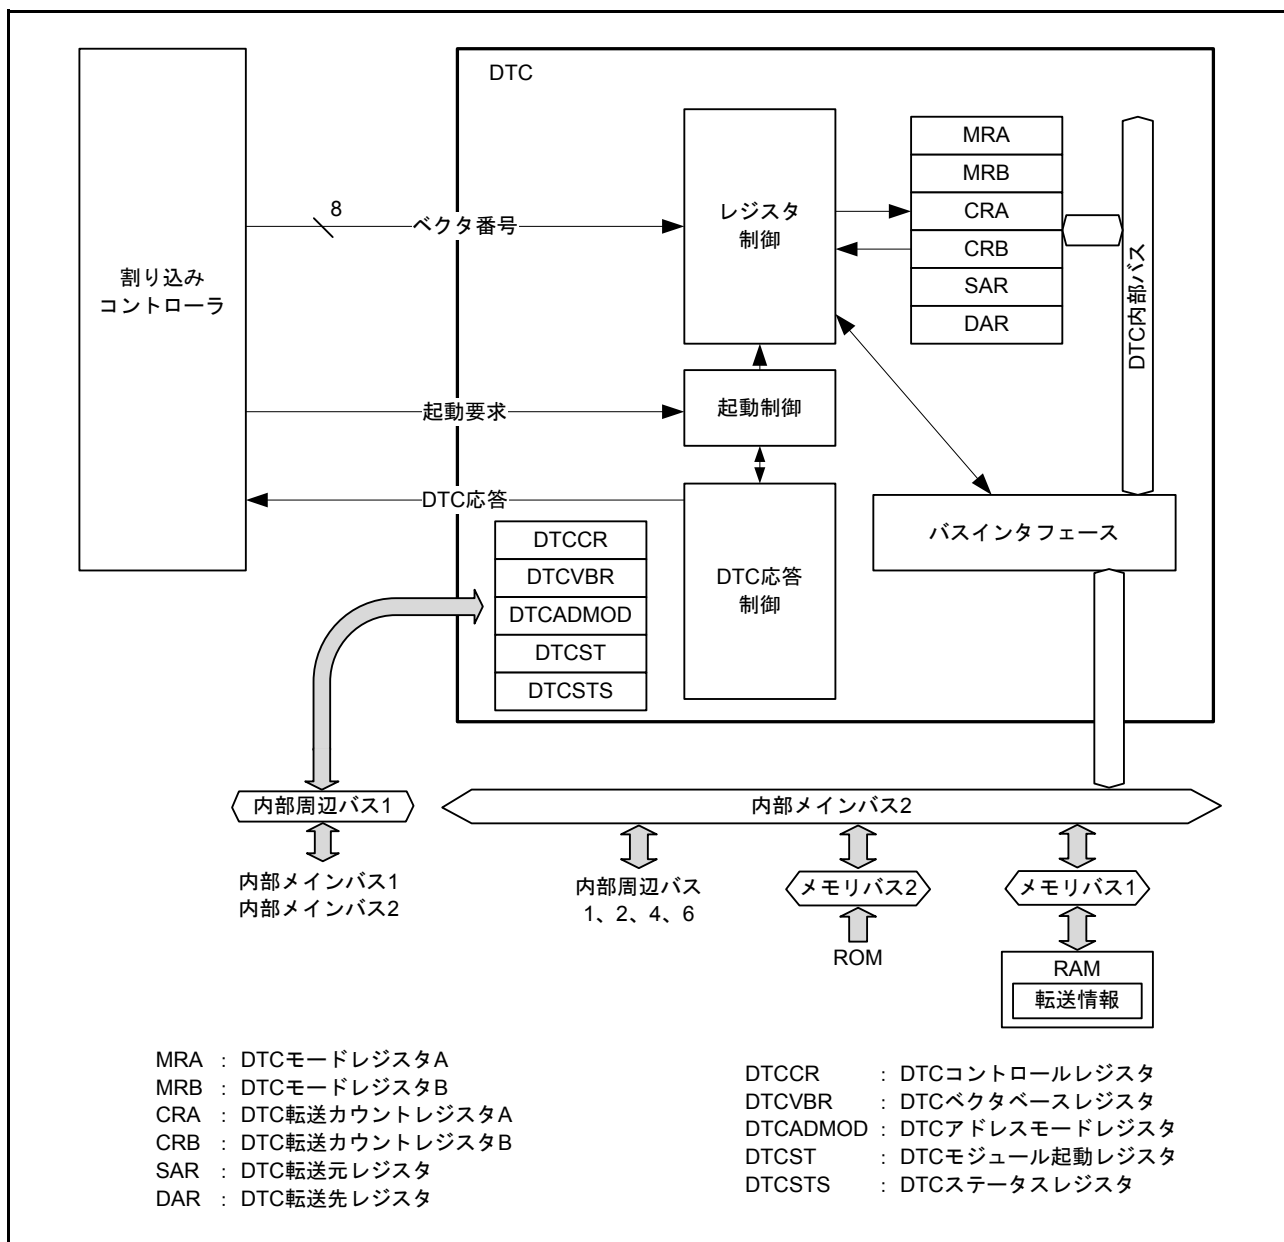 DTC
割り込み
コントローラ
8
ベクタ番号
起動要求
DTC応答
レジスタ
制御
起動制御
DTC応答
制御
MRA
MRB
CRA
CRB
SAR
DAR
DTC内部バス
バスインタフェース
DTCCR
DTCVBR
DTCADMOD
DTCST
DTCSTS
内部周辺バス1
内部メインバス2
内部メインバス1
内部メインバス2
内部周辺バス
1、2、4、6
メモリバス2
メモリバス1
ROM
RAM
転送情報
MRA : DTCモードレジスタA
MRB : DTCモードレジスタB
CRA : DTC転送カウントレジスタA
CRB : DTC転送カウントレジスタB
SAR : DTC転送元レジスタ
DAR : DTC転送先レジスタ
DTCCR : DTCコントロールレジスタ
DTCVBR : DTCベクタベースレジスタ
DTCADMOD : DTCアドレスモードレジスタ
DTCST : DTCモジュール起動レジスタ
DTCSTS : DTCステータスレジスタ